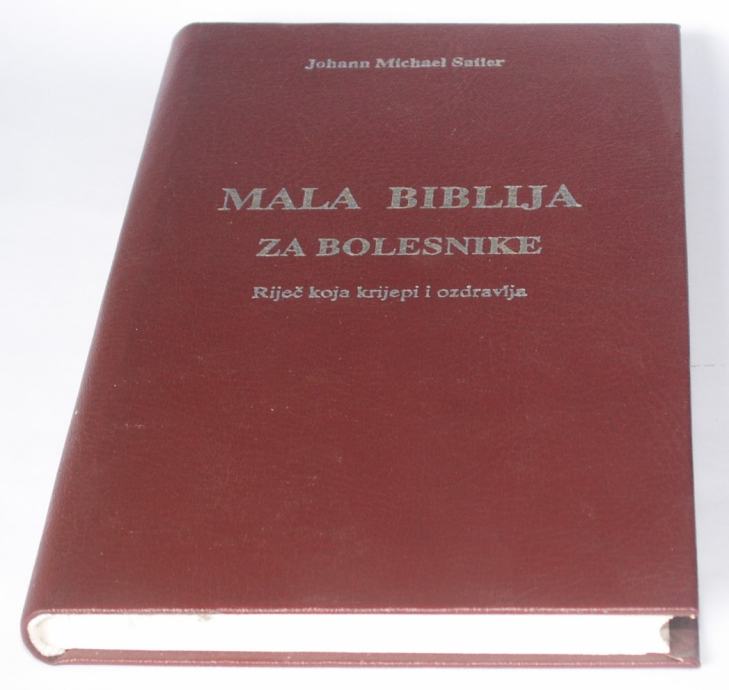 Johann Michael Sailer
MALA BIBLIJA
ZA BOLESNIKE
Riječ koja krijepi i ozdravlja